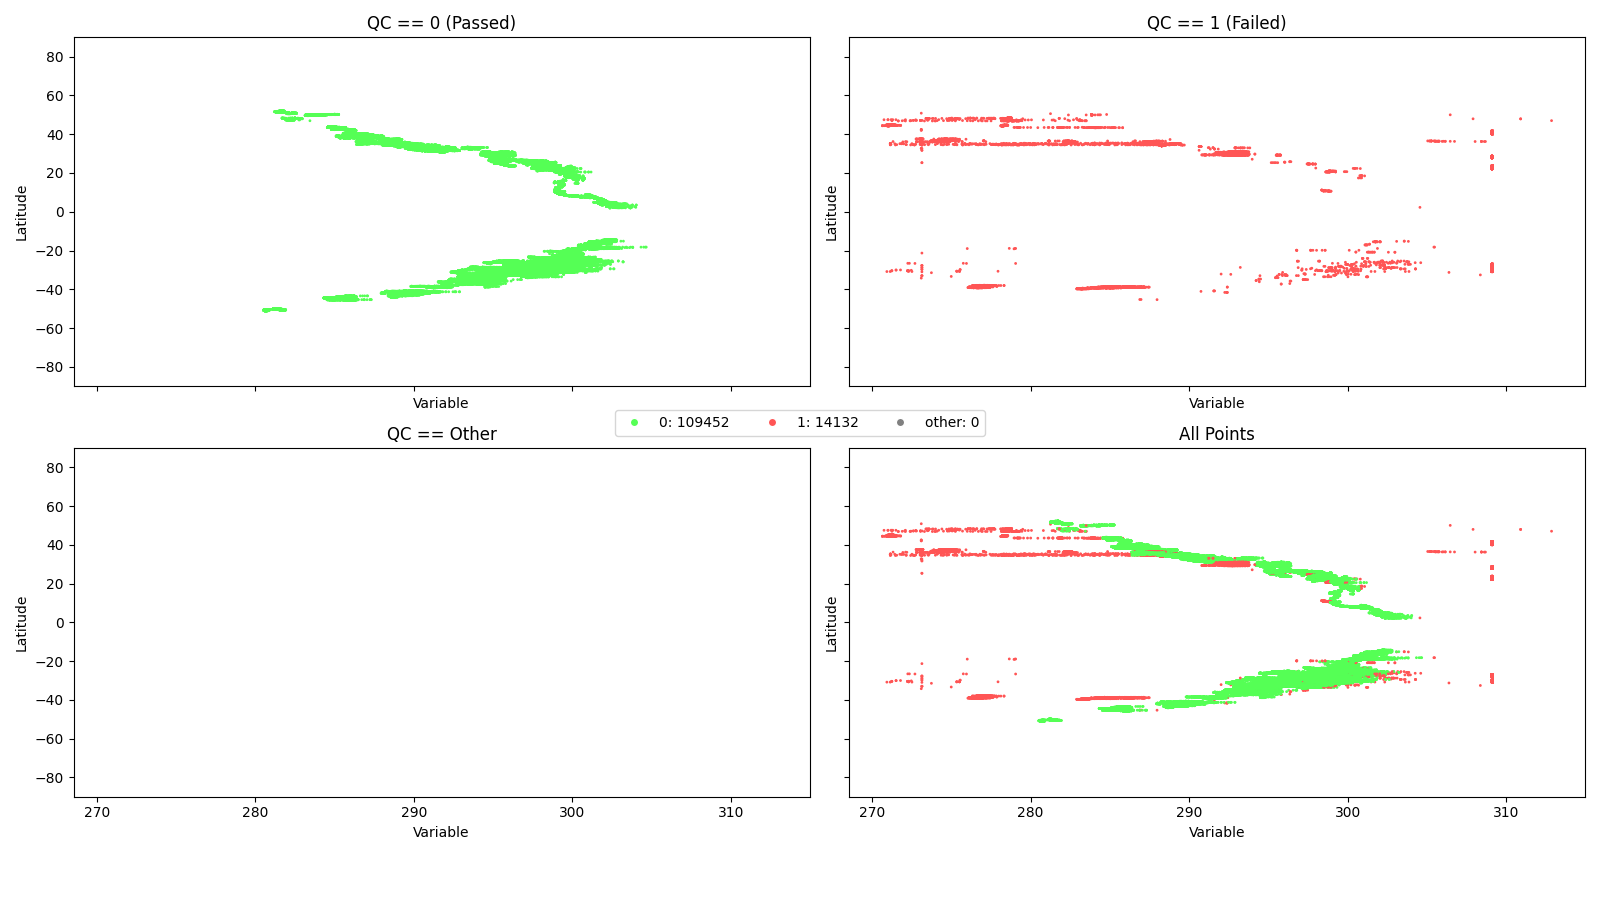 QC == 0 (Passed)
QC == 1 (Failed)
80
60
40
20
0
−20
−40
−60
−80
Latitude
Latitude
Variable
Variable
0: 109452
1: 14132
other: 0
QC == Other
All Points
80
60
40
20
0
−20
−40
−60
−80
Latitude
Latitude
270
280
290
300
310
270
280
290
300
310
Variable
Variable